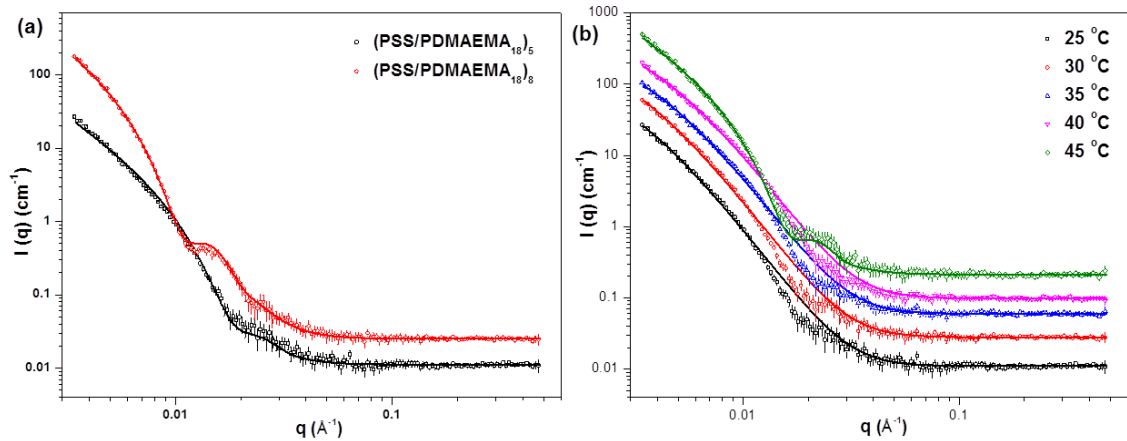 (a)
I (q) (cm⁻¹)
100
10
1
0.1
0.01
(PSS/PDMAEMA₁₈)₅
(PSS/PDMAEMA₁₈)₈
0.01 0.1
q (Å⁻¹)
(b)
I (q) (cm⁻¹)
1000
100
10
1
0.1
0.01
25 °C
30 °C
35 °C
40 °C
45 °C
0.01 0.1
q (Å⁻¹)